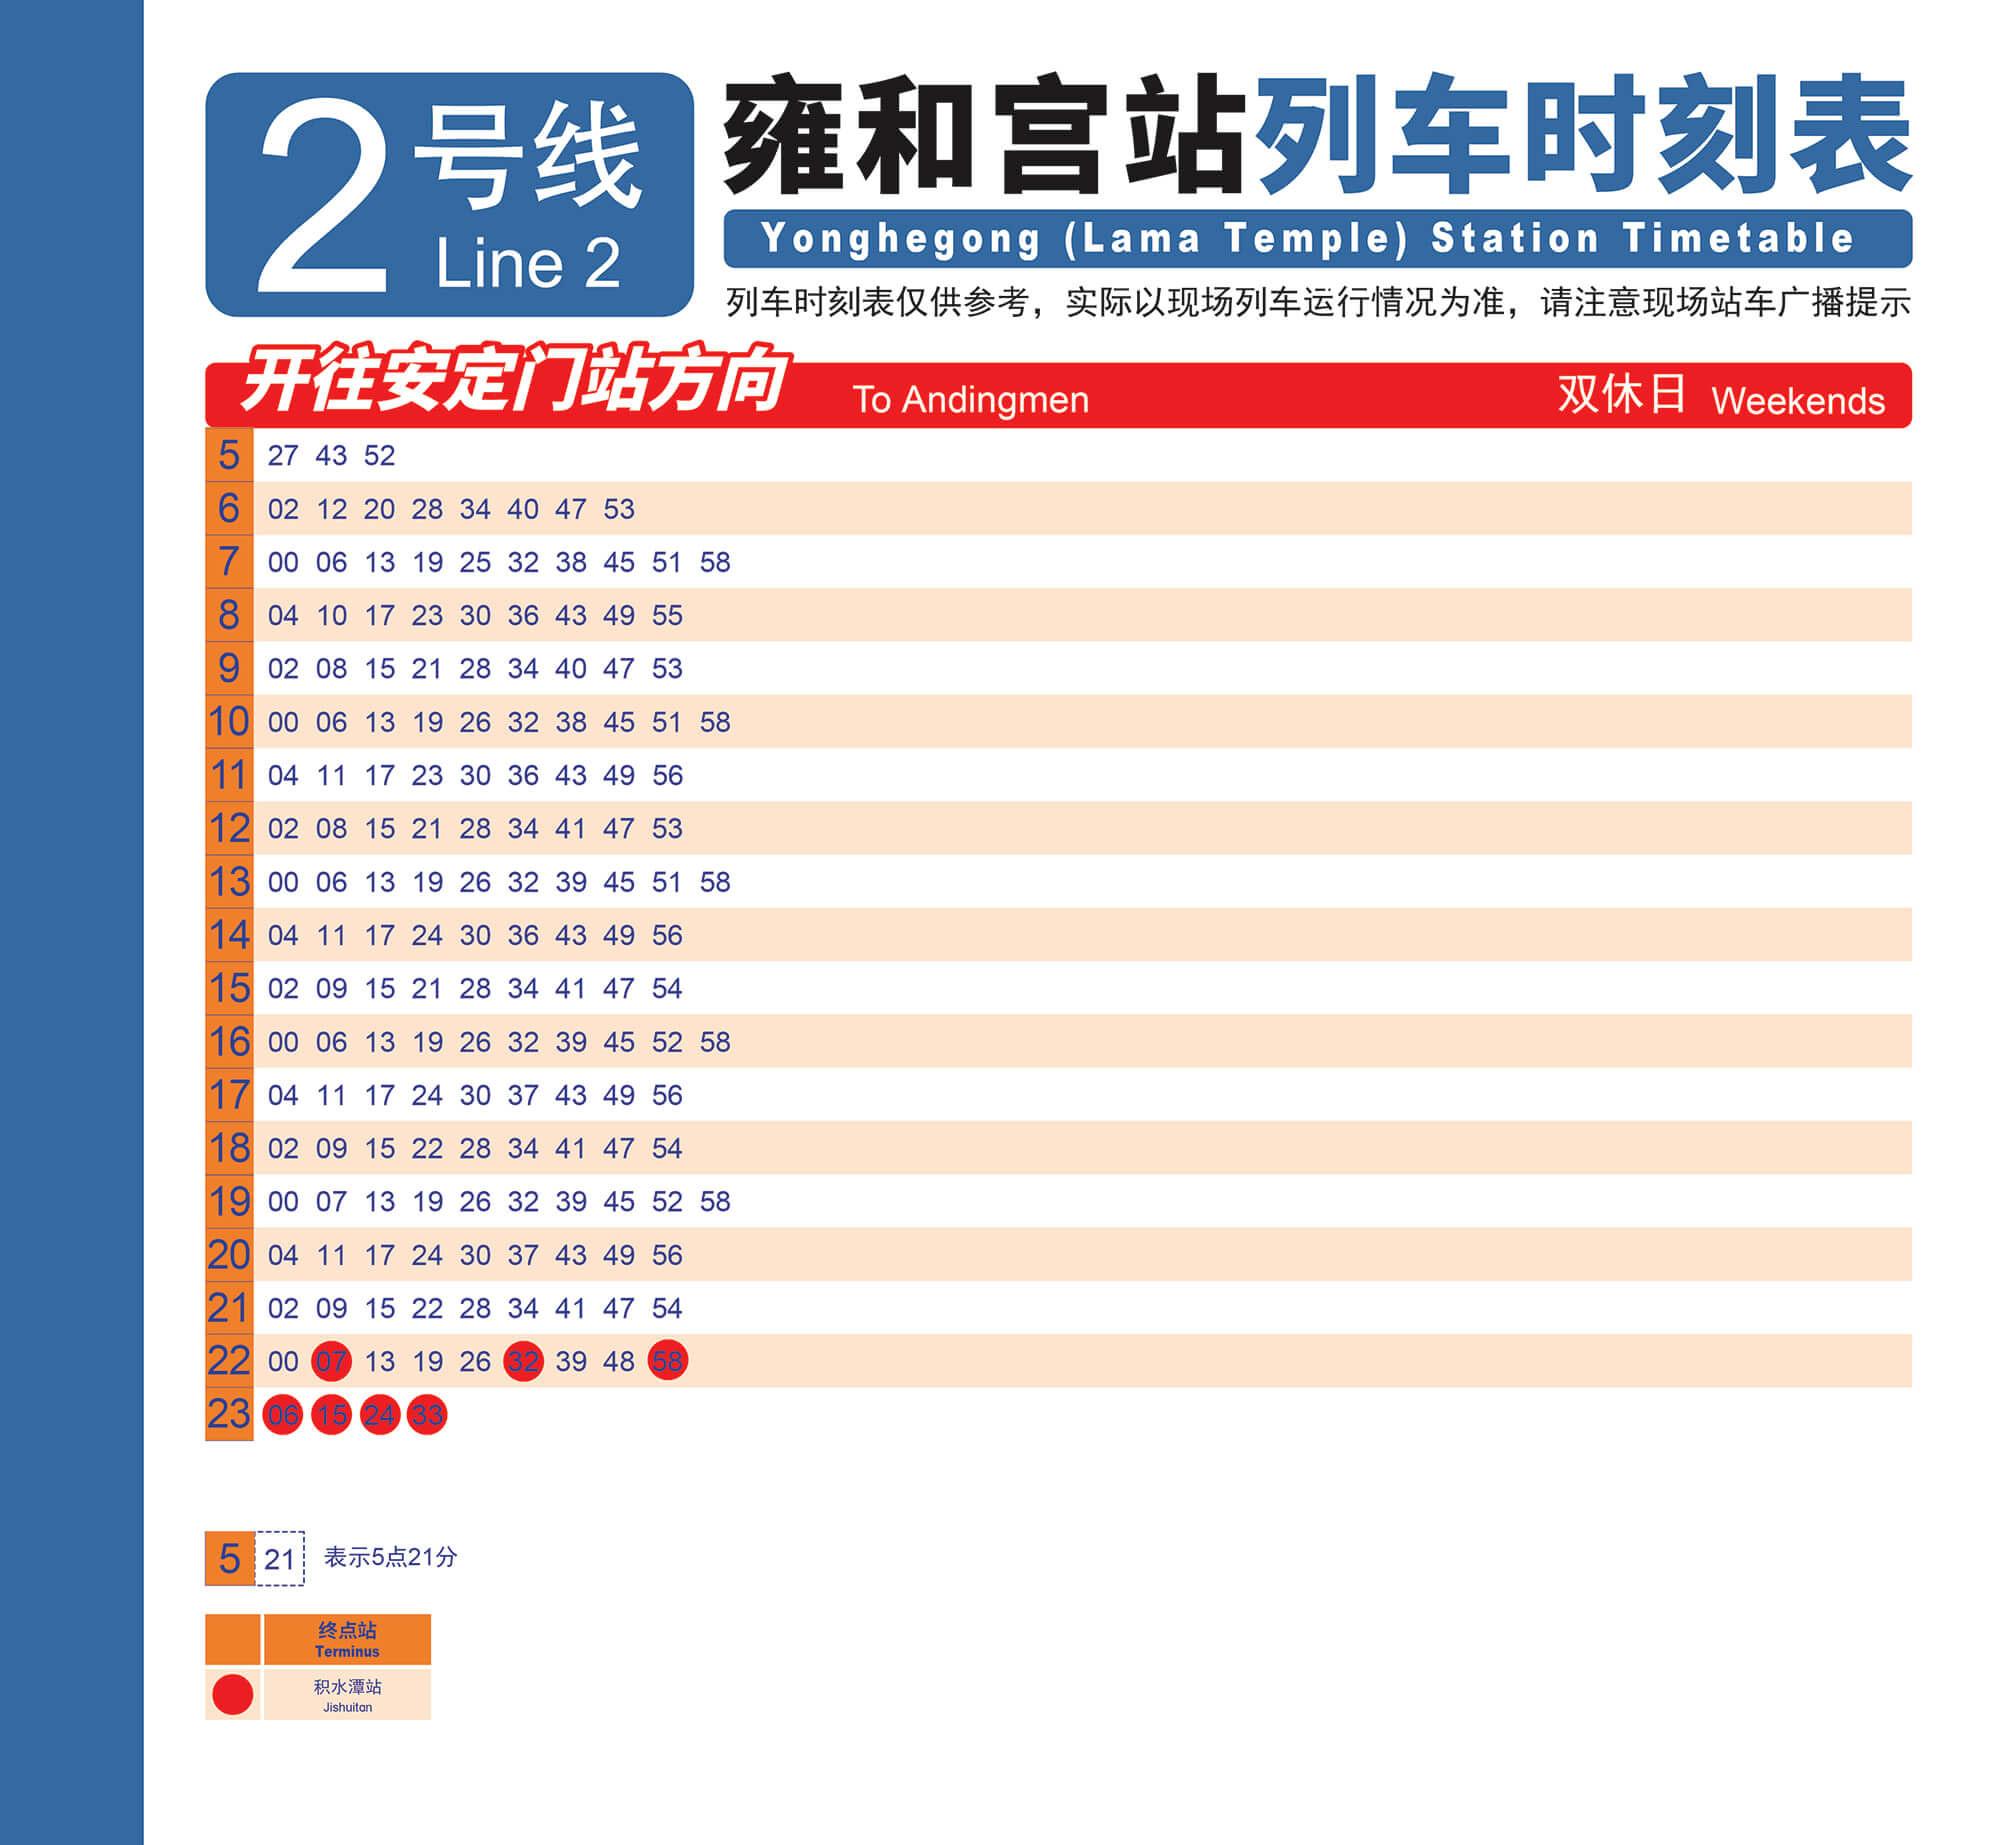 2号线
Line 2
雍和宫站列车时刻表
Yonghegong (Lama Temple) Station Timetable
列车时刻表仅供参考，实际以现场列车运行情况为准，请注意现场站车广播提示
开往安定门站方向 To Andingmen 双休日 Weekends
5 27 43 52
6 02 12 20 28 34 40 47 53
7 00 06 13 19 25 32 38 45 51 58
8 04 10 17 23 30 36 43 49 55
9 02 08 15 21 28 34 40 47 53
10 00 06 13 19 26 32 38 45 51 58
11 04 11 17 23 30 36 43 49 56
12 02 08 15 21 28 34 41 47 53
13 00 06 13 19 26 32 39 45 51 58
14 04 11 17 24 30 36 43 49 56
15 02 09 15 21 28 34 41 47 54
16 00 06 13 19 26 32 39 45 52 58
17 04 11 17 24 30 37 43 49 56
18 02 09 15 22 28 34 41 47 54
19 00 07 13 19 26 32 39 45 52 58
20 04 11 17 24 30 37 43 49 56
21 02 09 15 22 28 34 41 47 54
22 00 07 13 19 26 32 39 48 58
23 06 15 24 33
5 21 表示5点21分
终点站
Terminus
积水潭站
Jishuitan